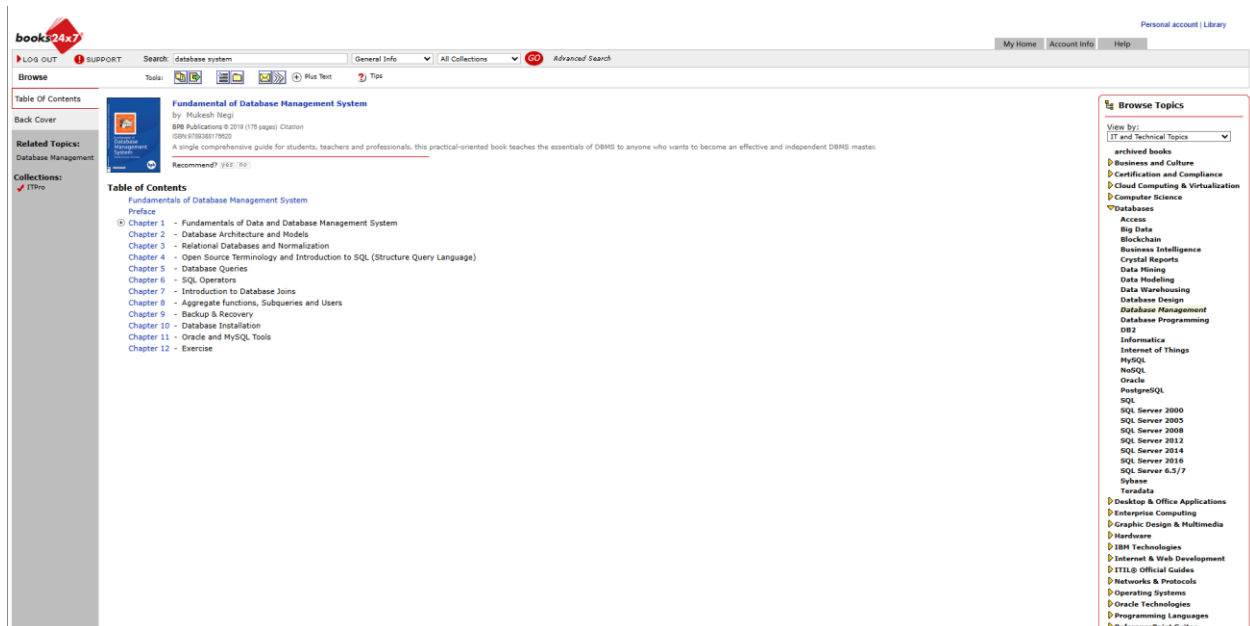 books24x7
Personal account | Library
My Home Account Info Help
LOG OUT SUPPORT Search: database system General Info All Collections GO Advanced Search
Browse Tools: Plus Text Tips
Table Of Contents
Back Cover
Related Topics:
Database Management
Collections:
ITPro
Fundamental of Database Management System
by Mukesh Negi
BPB Publications © 2019 (176 pages) Citation
ISBN:9789388176620
A single comprehensive guide for students, teachers and professionals, this practical-oriented book teaches the essentials of DBMS to anyone who wants to become an effective and independent DBMS master.
Recommend? yes no
Table of Contents
Fundamentals of Database Management System
Preface
Chapter 1 - Fundamentals of Data and Database Management System
Chapter 2 - Database Architecture and Models
Chapter 3 - Relational Databases and Normalization
Chapter 4 - Open Source Terminology and Introduction to SQL (Structure Query Language)
Chapter 5 - Database Queries
Chapter 6 - SQL Operators
Chapter 7 - Introduction to Database Joins
Chapter 8 - Aggregate functions, Subqueries and Users
Chapter 9 - Backup & Recovery
Chapter 10 - Database Installation
Chapter 11 - Oracle and MySQL Tools
Chapter 12 - Exercise
Browse Topics
View by:
IT and Technical Topics
archived books
Business and Culture
Certification and Compliance
Cloud Computing & Virtualization
Computer Science
Databases
Access
Big Data
Blockchain
Business Intelligence
Crystal Reports
Data Mining
Data Modeling
Data Warehousing
Database Design
Database Management
Database Programming
DB2
Informatica
Internet of Things
MySQL
NoSQL
Oracle
PostgreSQL
SQL
SQL Server 2000
SQL Server 2005
SQL Server 2008
SQL Server 2012
SQL Server 2014
SQL Server 2016
SQL Server 6.5/7
Sybase
Teradata
Desktop & Office Applications
Enterprise Computing
Graphic Design & Multimedia
Hardware
IBM Technologies
Internet & Web Development
ITIL® Official Guides
Networks & Protocols
Operating Systems
Oracle Technologies
Programming Languages